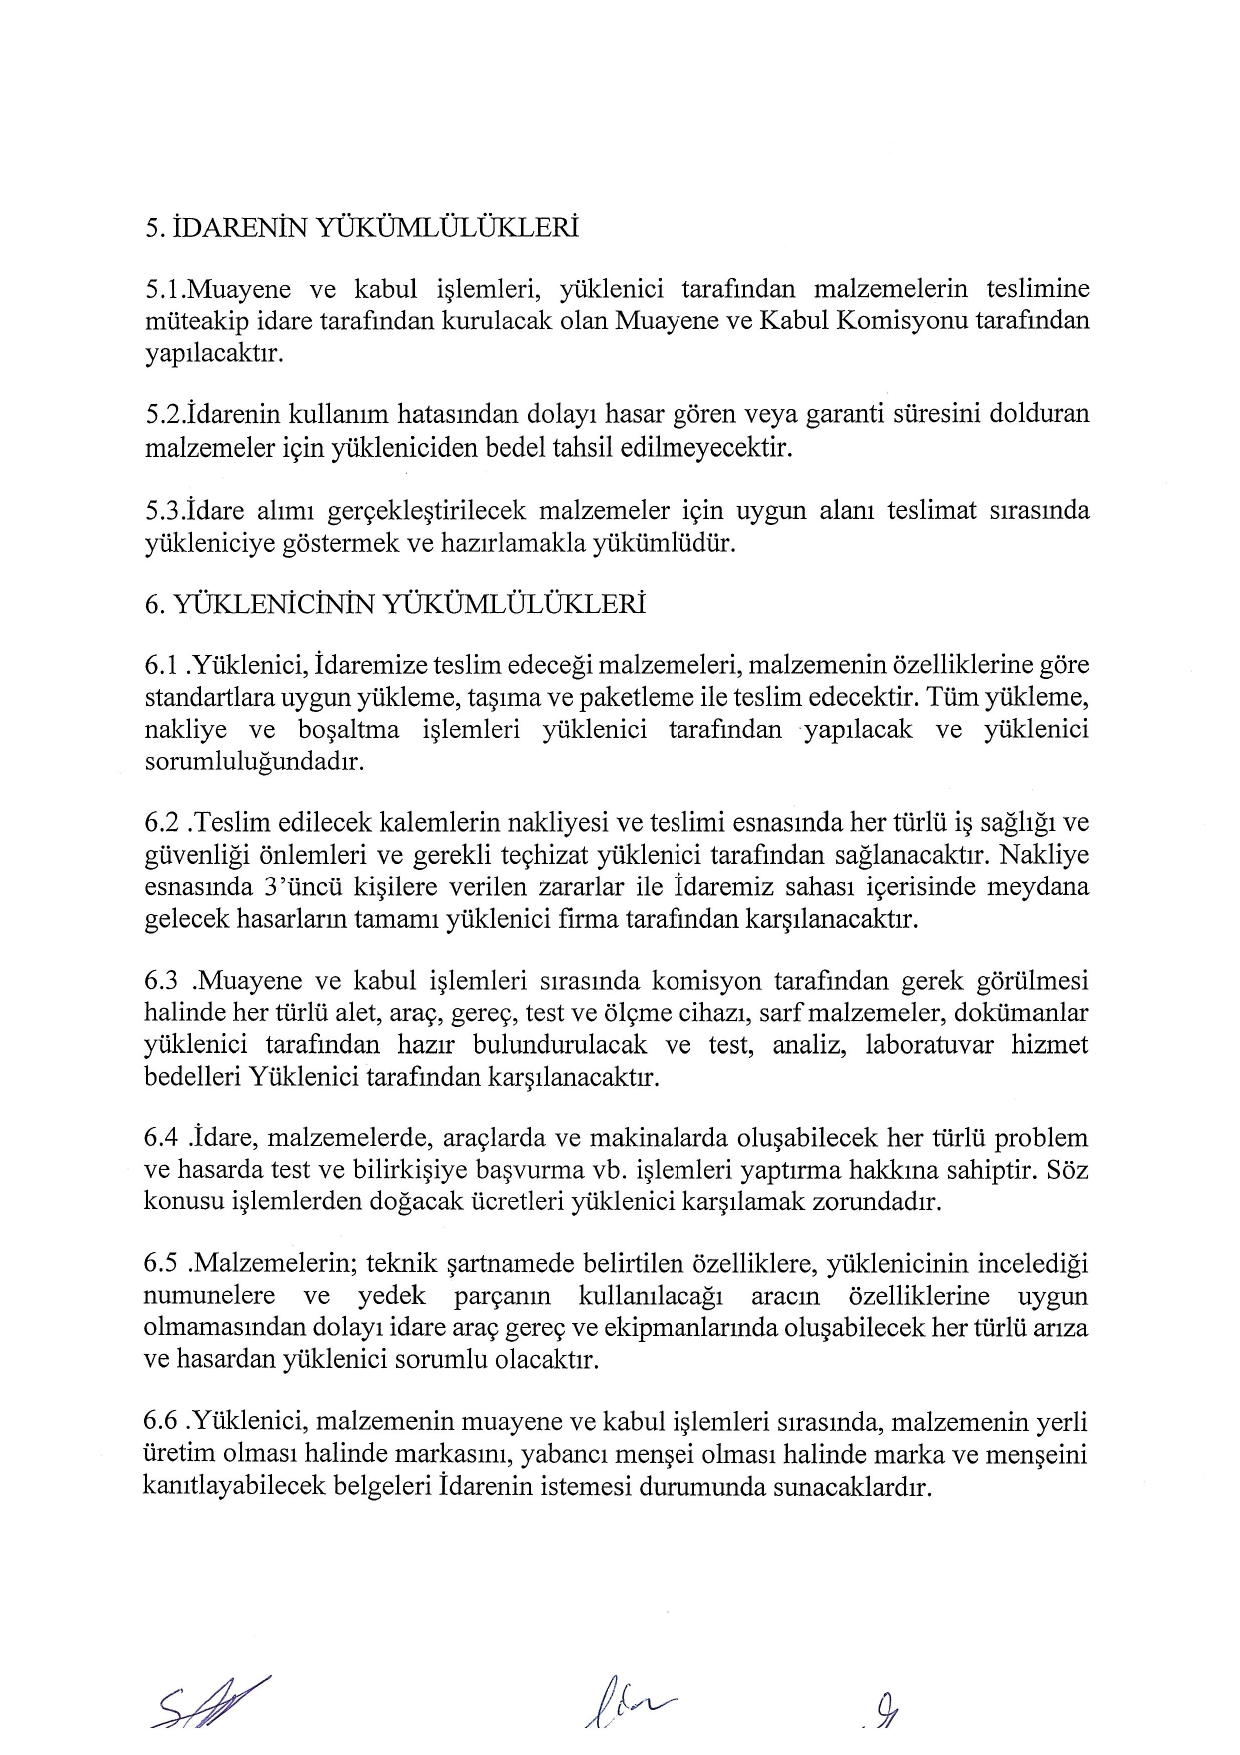 5. İDARENİN YÜKÜMLÜLÜKLERİ
5.1.Muayene ve kabul işlemleri, yüklenici tarafından malzemelerin teslimine
müteakip idare tarafından kurulacak olan Muayene ve Kabul Komisyonu tarafından
yapılacaktır.
5.2.İdarenin kullanım hatasından dolayı hasar gören veya garanti süresini dolduran
malzemeler için yükleniciden bedel tahsil edilmeyecektir.
5.3.İdare alımı gerçekleştirilecek malzemeler için uygun alanı teslimat sırasında
yükleniciye göstermek ve hazırlamakla yükümlüdür.
6. YÜKLENİCİNİN YÜKÜMLÜLÜKLERİ
6.1 .Yüklenici, İdaremize teslim edeceği malzemeleri, malzemenin özelliklerine göre
standartlara uygun yükleme, taşıma ve paketleme ile teslim edecektir. Tüm yükleme,
nakliye ve boşaltma işlemleri yüklenici tarafından yapılacak ve yüklenici
sorumluluğundadır.
6.2 .Teslim edilecek kalemlerin nakliyesi ve teslimi esnasında her türlü iş sağlığı ve
güvenliği önlemleri ve gerekli teçhizat yüklenici tarafından sağlanacaktır. Nakliye
esnasında 3’üncü kişilere verilen zararlar ile İdaremiz sahası içerisinde meydana
gelecek hasarların tamamı yüklenici firma tarafından karşılanacaktır.
6.3 .Muayene ve kabul işlemleri sırasında komisyon tarafından gerek görülmesi
halinde her türlü alet, araç, gereç, test ve ölçme cihazı, sarf malzemeler, dokümanlar
yüklenici tarafından hazır bulundurulacak ve test, analiz, laboratuvar hizmet
bedelleri Yüklenici tarafından karşılanacaktır.
6.4 .İdare, malzemelerde, araçlarda ve makinalarda oluşabilecek her türlü problem
ve hasarda test ve bilirkişiye başvurma vb. işlemleri yaptırma hakkına sahiptir. Söz
konusu işlemlerden doğacak ücretleri yüklenici karşılamak zorundadır.
6.5 .Malzemelerin; teknik şartnamede belirtilen özelliklere, yüklenicinin incelediği
numunelere ve yedek parçanın kullanılacağı aracın özelliklerine uygun
olmamasından dolayı idare araç gereç ve ekipmanlarında oluşabilecek her türlü arıza
ve hasardan yüklenici sorumlu olacaktır.
6.6 .Yüklenici, malzemenin muayene ve kabul işlemleri sırasında, malzemenin yerli
üretim olması halinde markasını, yabancı menşei olması halinde marka ve menşeini
kanıtlayabilecek belgeleri İdarenin istemesi durumunda sunacaklardır.